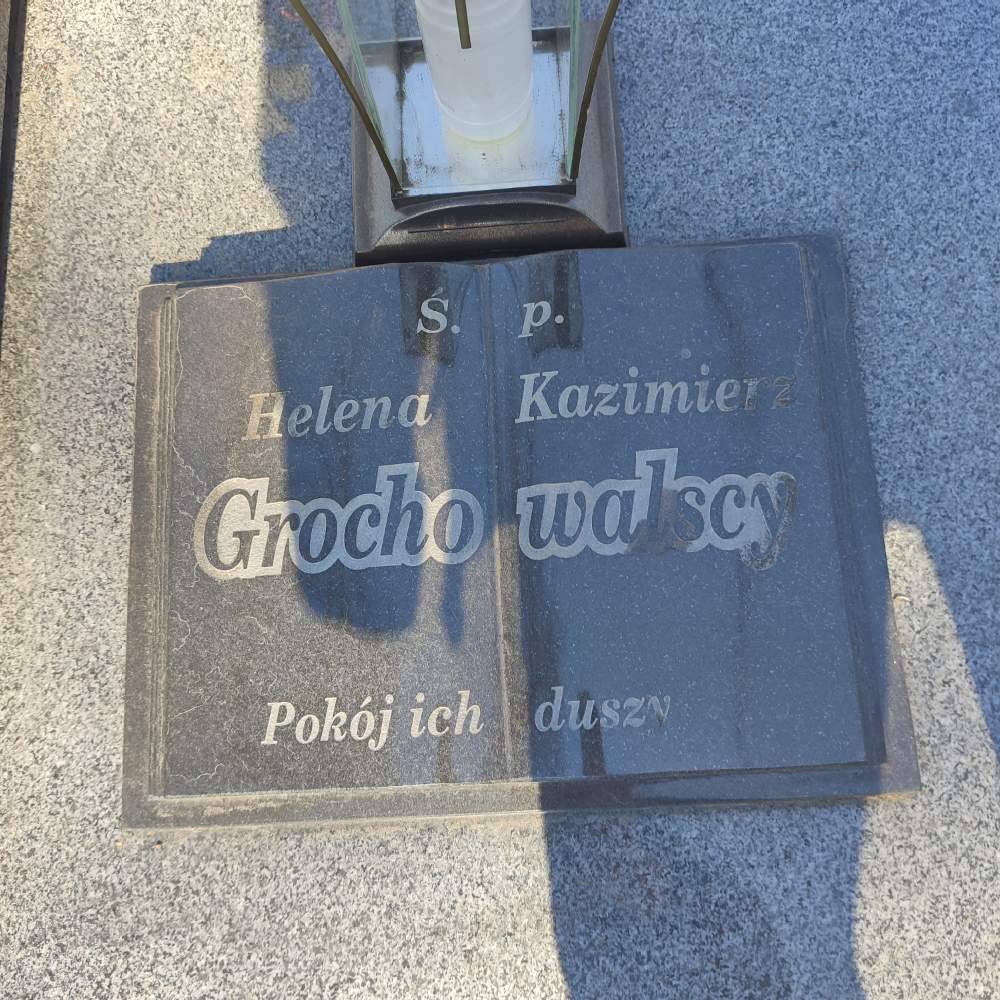 Ś. p.
Helena Kazimierz
Grocho walscy
Pokój ich duszy